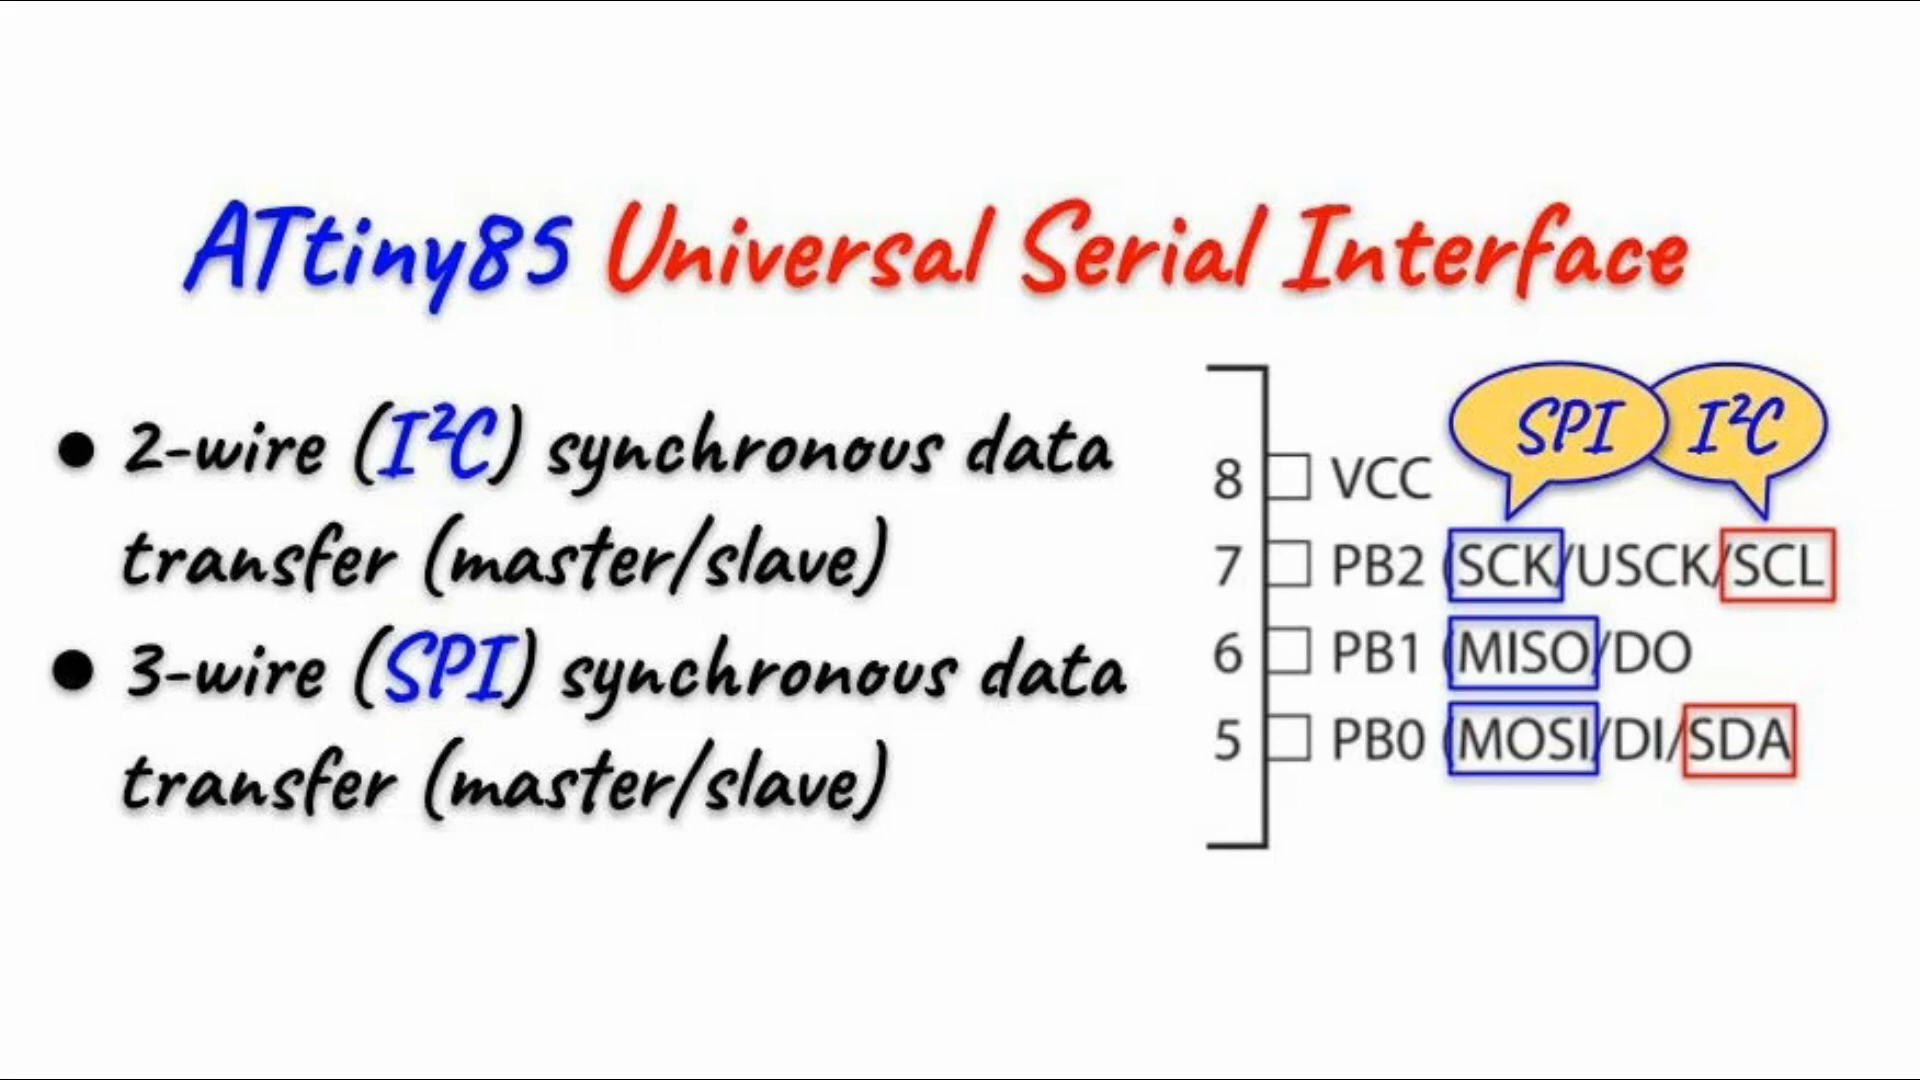 ATtiny85 Universal Serial Interface
● 2-wire (I²C) synchronous data
transfer (master/slave)
● 3-wire (SPI) synchronous data
transfer (master/slave)
SPI I²C
8 VCC
7 PB2 (SCK/USCK/SCL
6 PB1 (MISO/DO
5 PB0 (MOSI/DI/SDA